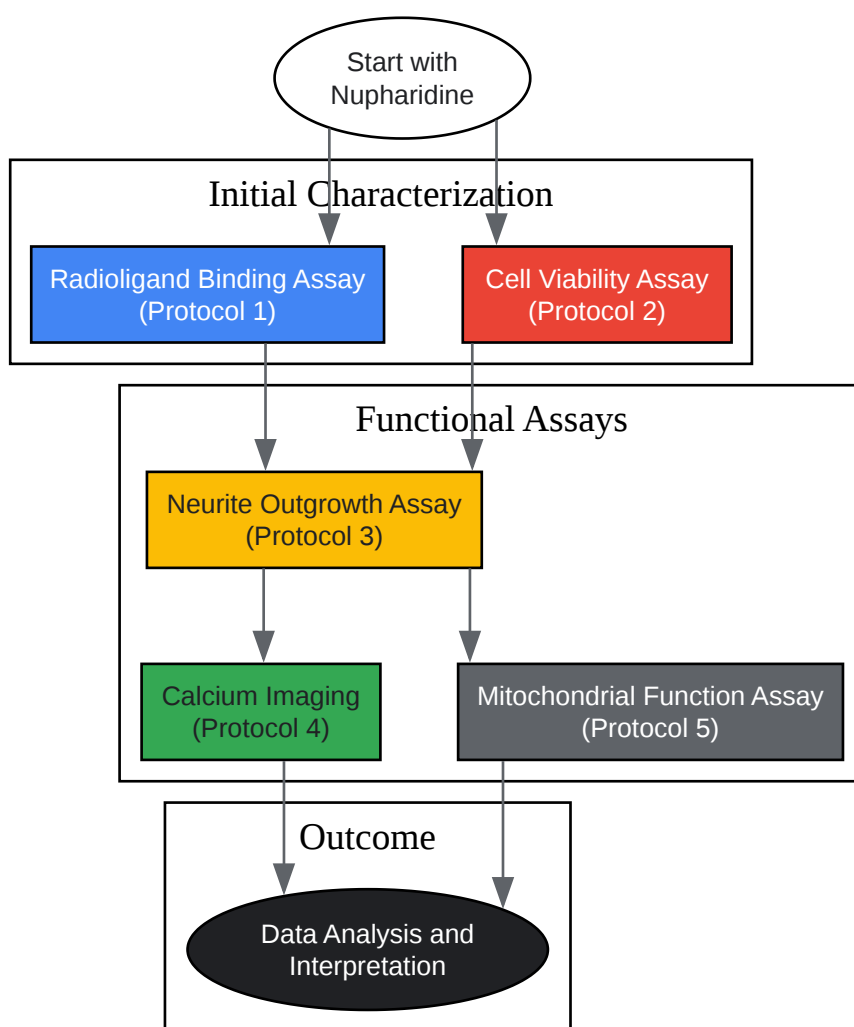 Start with
Nupharidine
Initial Characterization
Radioligand Binding Assay
(Protocol 1)
Cell Viability Assay
(Protocol 2)
Functional Assays
Neurite Outgrowth Assay
(Protocol 3)
Calcium Imaging
(Protocol 4)
Mitochondrial Function Assay
(Protocol 5)
Outcome
Data Analysis and
Interpretation